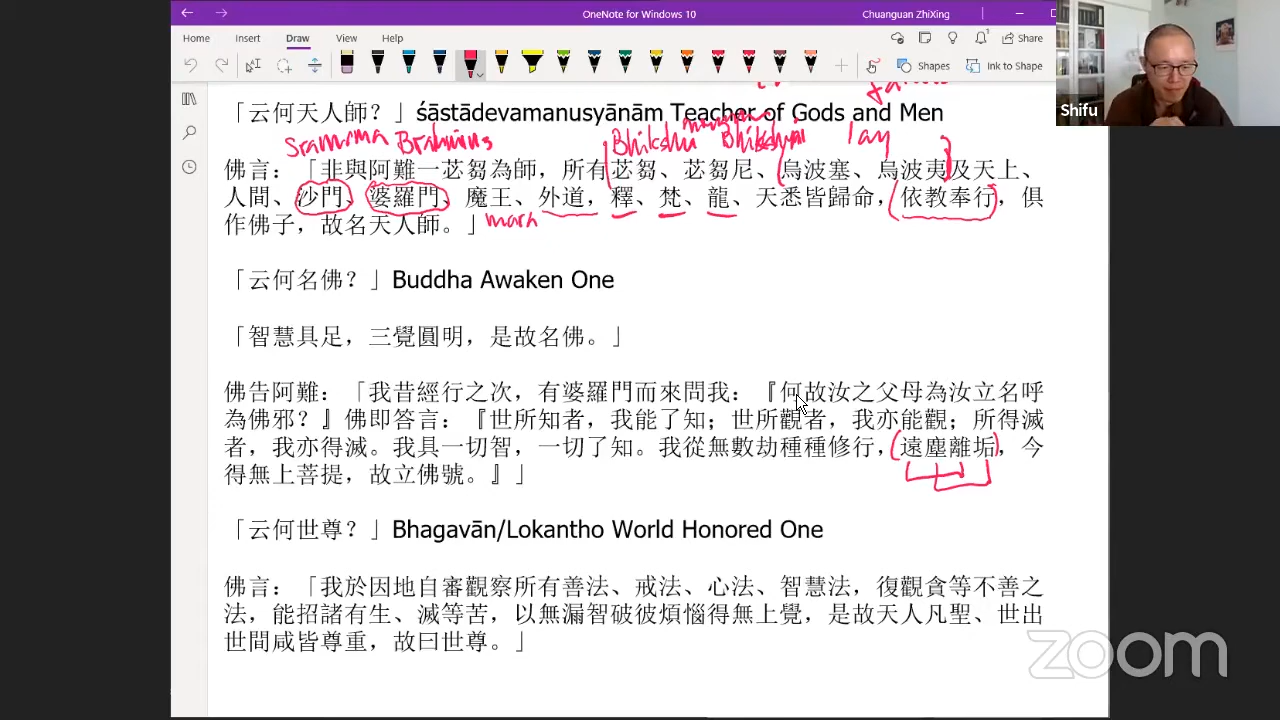 OneNote for Windows 10
Chuanguan ZhiXing
Home Insert Draw View Help
Share
Shapes
Ink to Shape
Shifu
「云何天人師？」śāstādevamanusyānām Teacher of Gods and Men
Sramana Brahmins Bhikshu Bhikshuni lay
佛言：「非與阿難一苾芻為師，所有苾芻、苾芻尼、烏波塞、烏波夷及天上、
人間、沙門、婆羅門、魔王、外道，釋、梵、龍、天悉皆歸命，依教奉行，俱
作佛子，故名天人師。」
mara
「云何名佛？」Buddha Awaken One
「智慧具足，三覺圓明，是故名佛。」
佛告阿難：「我昔經行之次，有婆羅門而來問我：『何故汝之父母為汝立名呼
為佛邪？』佛即答言：『世所知者，我能了知；世所觀者，我亦能觀；所得滅
者，我亦得滅。我具一切智，一切了知。我從無數劫種種修行，遠塵離垢，今
得無上菩提，故立佛號。』」
「云何世尊？」Bhagavān/Lokantho World Honored One
佛言：「我於因地自審觀察所有善法、戒法、心法、智慧法，復觀貪等不善之
法，能招諸有生、滅等苦，以無漏智破彼煩惱得無上覺，是故天人凡聖、世出
世間咸皆尊重，故曰世尊。」
zoom